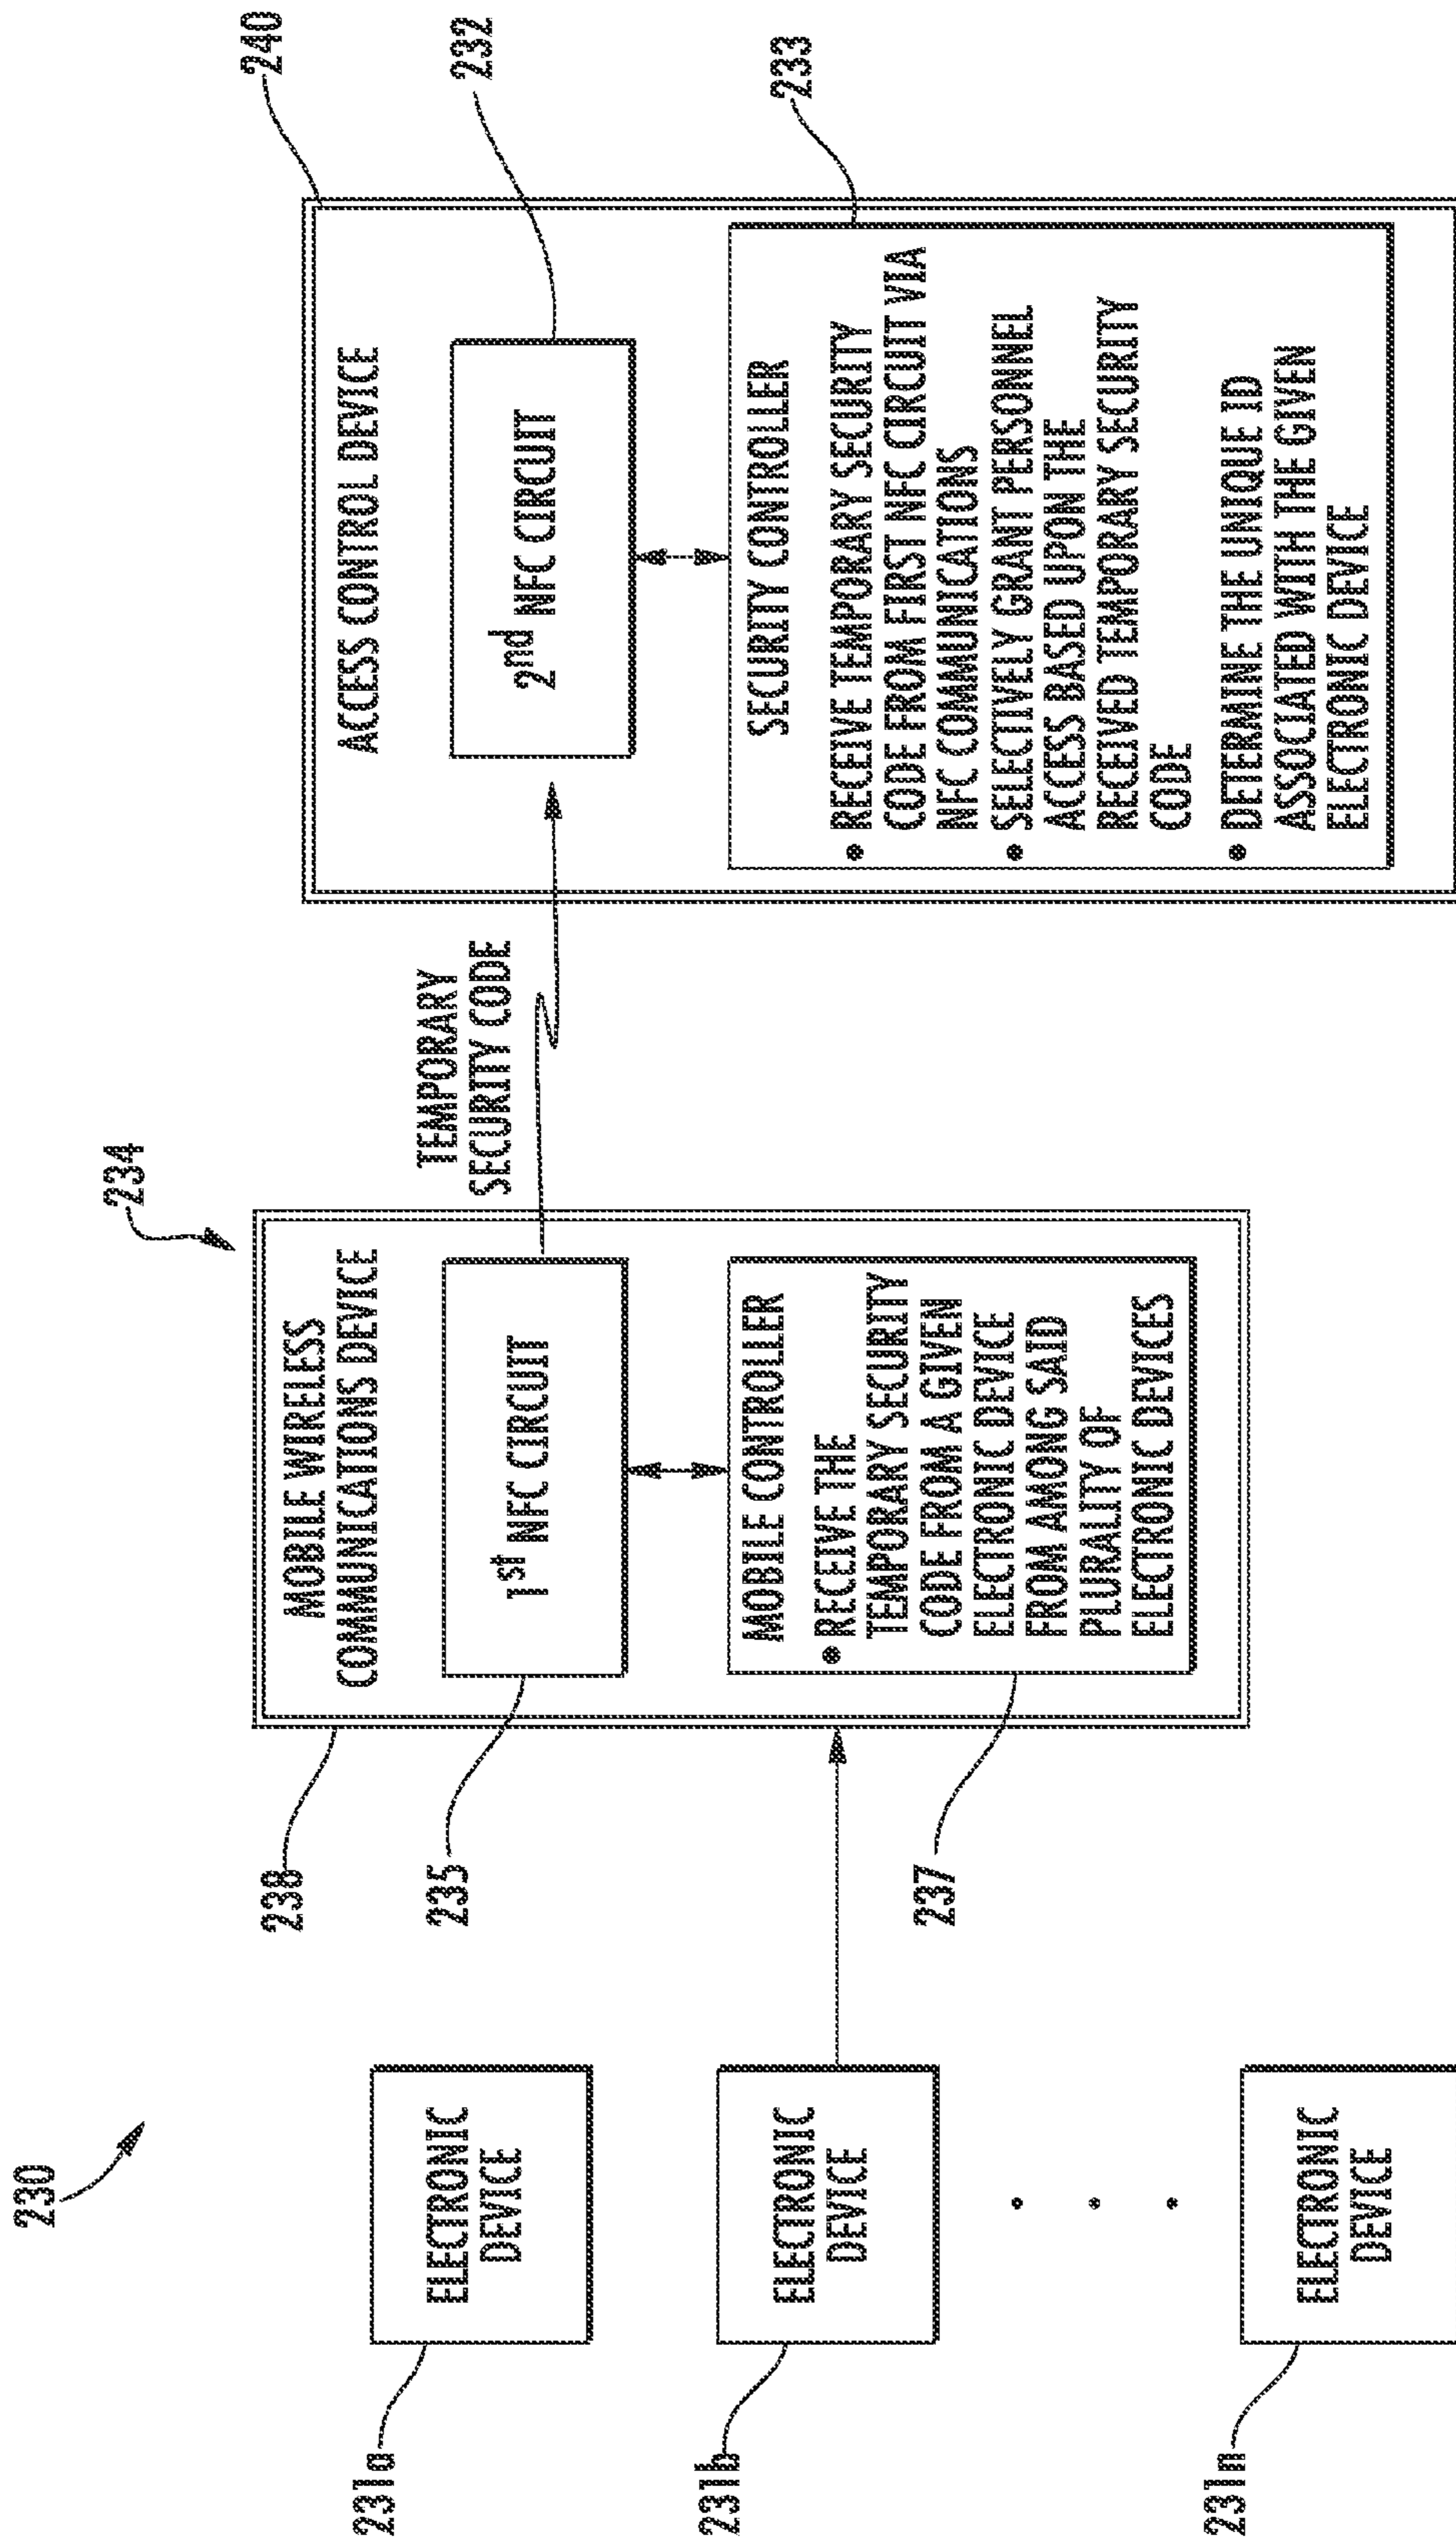 230
234
240
232
233
238
235
237
231a
231b
231n
ELECTRONIC
DEVICE
ELECTRONIC
DEVICE
ELECTRONIC
DEVICE
MOBILE WIRELESS
COMMUNICATIONS DEVICE
1st NFC CIRCUIT
MOBILE CONTROLLER
• RECEIVE THE
TEMPORARY SECURITY
CODE FROM A GIVEN
ELECTRONIC DEVICE
FROM AMONG SAID
PLURALITY OF
ELECTRONIC DEVICES
TEMPORARY
SECURITY CODE
ACCESS CONTROL DEVICE
2nd NFC CIRCUIT
SECURITY CONTROLLER
• RECEIVE TEMPORARY SECURITY
CODE FROM FIRST NFC CIRCUIT VIA
NFC COMMUNICATIONS
• SELECTIVELY GRANT PERSONNEL
ACCESS BASED UPON THE
RECEIVED TEMPORARY SECURITY
CODE
• DETERMINE THE UNIQUE ID
ASSOCIATED WITH THE GIVEN
ELECTRONIC DEVICE